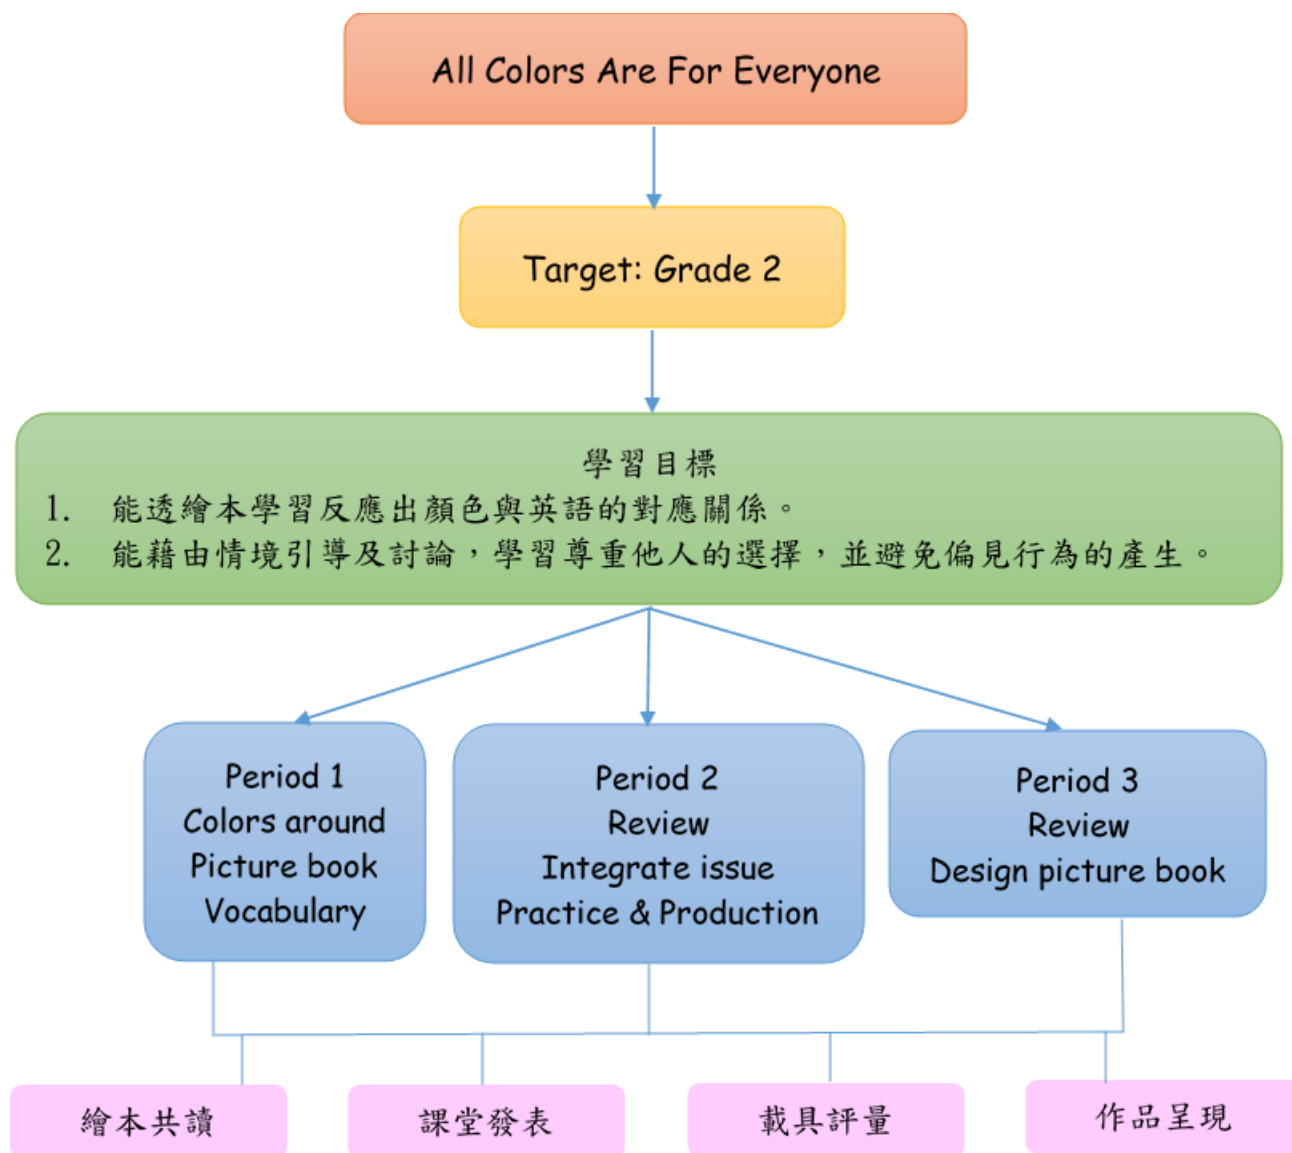 All Colors Are For Everyone
Target: Grade 2
學習目標
1. 能透繪本學習反應出顏色與英語的對應關係。
2. 能藉由情境引導及討論，學習尊重他人的選擇，並避免偏見行為的產生。
Period 1
Colors around
Picture book
Vocabulary
Period 2
Review
Integrate issue
Practice & Production
Period 3
Review
Design picture book
繪本共讀
課堂發表
載具評量
作品呈現